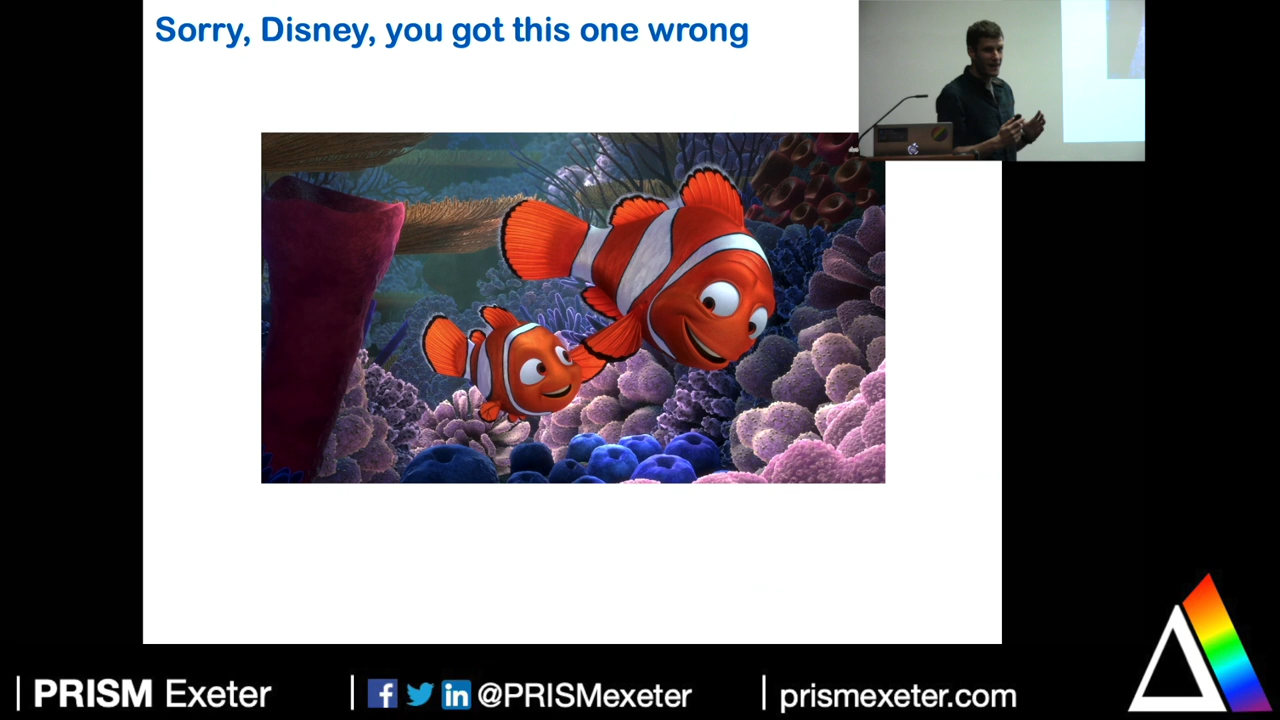 Sorry, Disney, you got this one wrong
| PRISM Exeter
| @PRISMexeter
| prismexeter.com